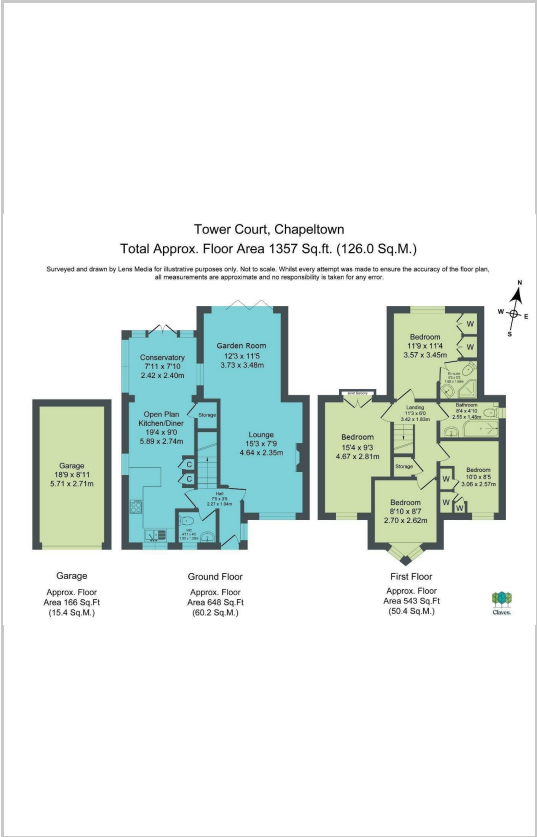 Tower Court, Chapeltown
Total Approx. Floor Area 1357 Sq.ft. (126.0 Sq.M.)
Surveyed and drawn by Lens Media for illustrative purposes only. Not to scale. Whilst every attempt was made to ensure the accuracy of the floor plan,
all measurements are approximate and no responsibility is taken for any error.
N
W
E
S
Garage
18'9 x 8'11
5.71 x 2.71m
Garage
Approx. Floor
Area 166 Sq.Ft
(15.4 Sq.M.)
Conservatory
7'11 x 7'10
2.42 x 2.40m
Garden Room
12'3 x 11'5
3.73 x 3.48m
Open Plan
Kitchen/Diner
19'4 x 9'0
5.89 x 2.74m
Storage
Lounge
15'3 x 7'9
4.64 x 2.35m
C
C
Hall
7'5 x 3'5
2.27 x 1.04m
WC
Ground Floor
Approx. Floor
Area 648 Sq.Ft
(60.2 Sq.M.)
Bedroom
11'9 x 11'4
3.57 x 3.45m
W
W
En-suite
Landing
11'3 x 6'0
3.42 x 1.83m
Bathroom
8'4 x 4'10
2.55 x 1.48m
Bedroom
15'4 x 9'3
4.67 x 2.81m
Storage
Bedroom
10'0 x 8'5
3.06 x 2.57m
W
W
W
Bedroom
8'10 x 8'7
2.70 x 2.62m
First Floor
Approx. Floor
Area 543 Sq.Ft
(50.4 Sq.M.)
Claves.